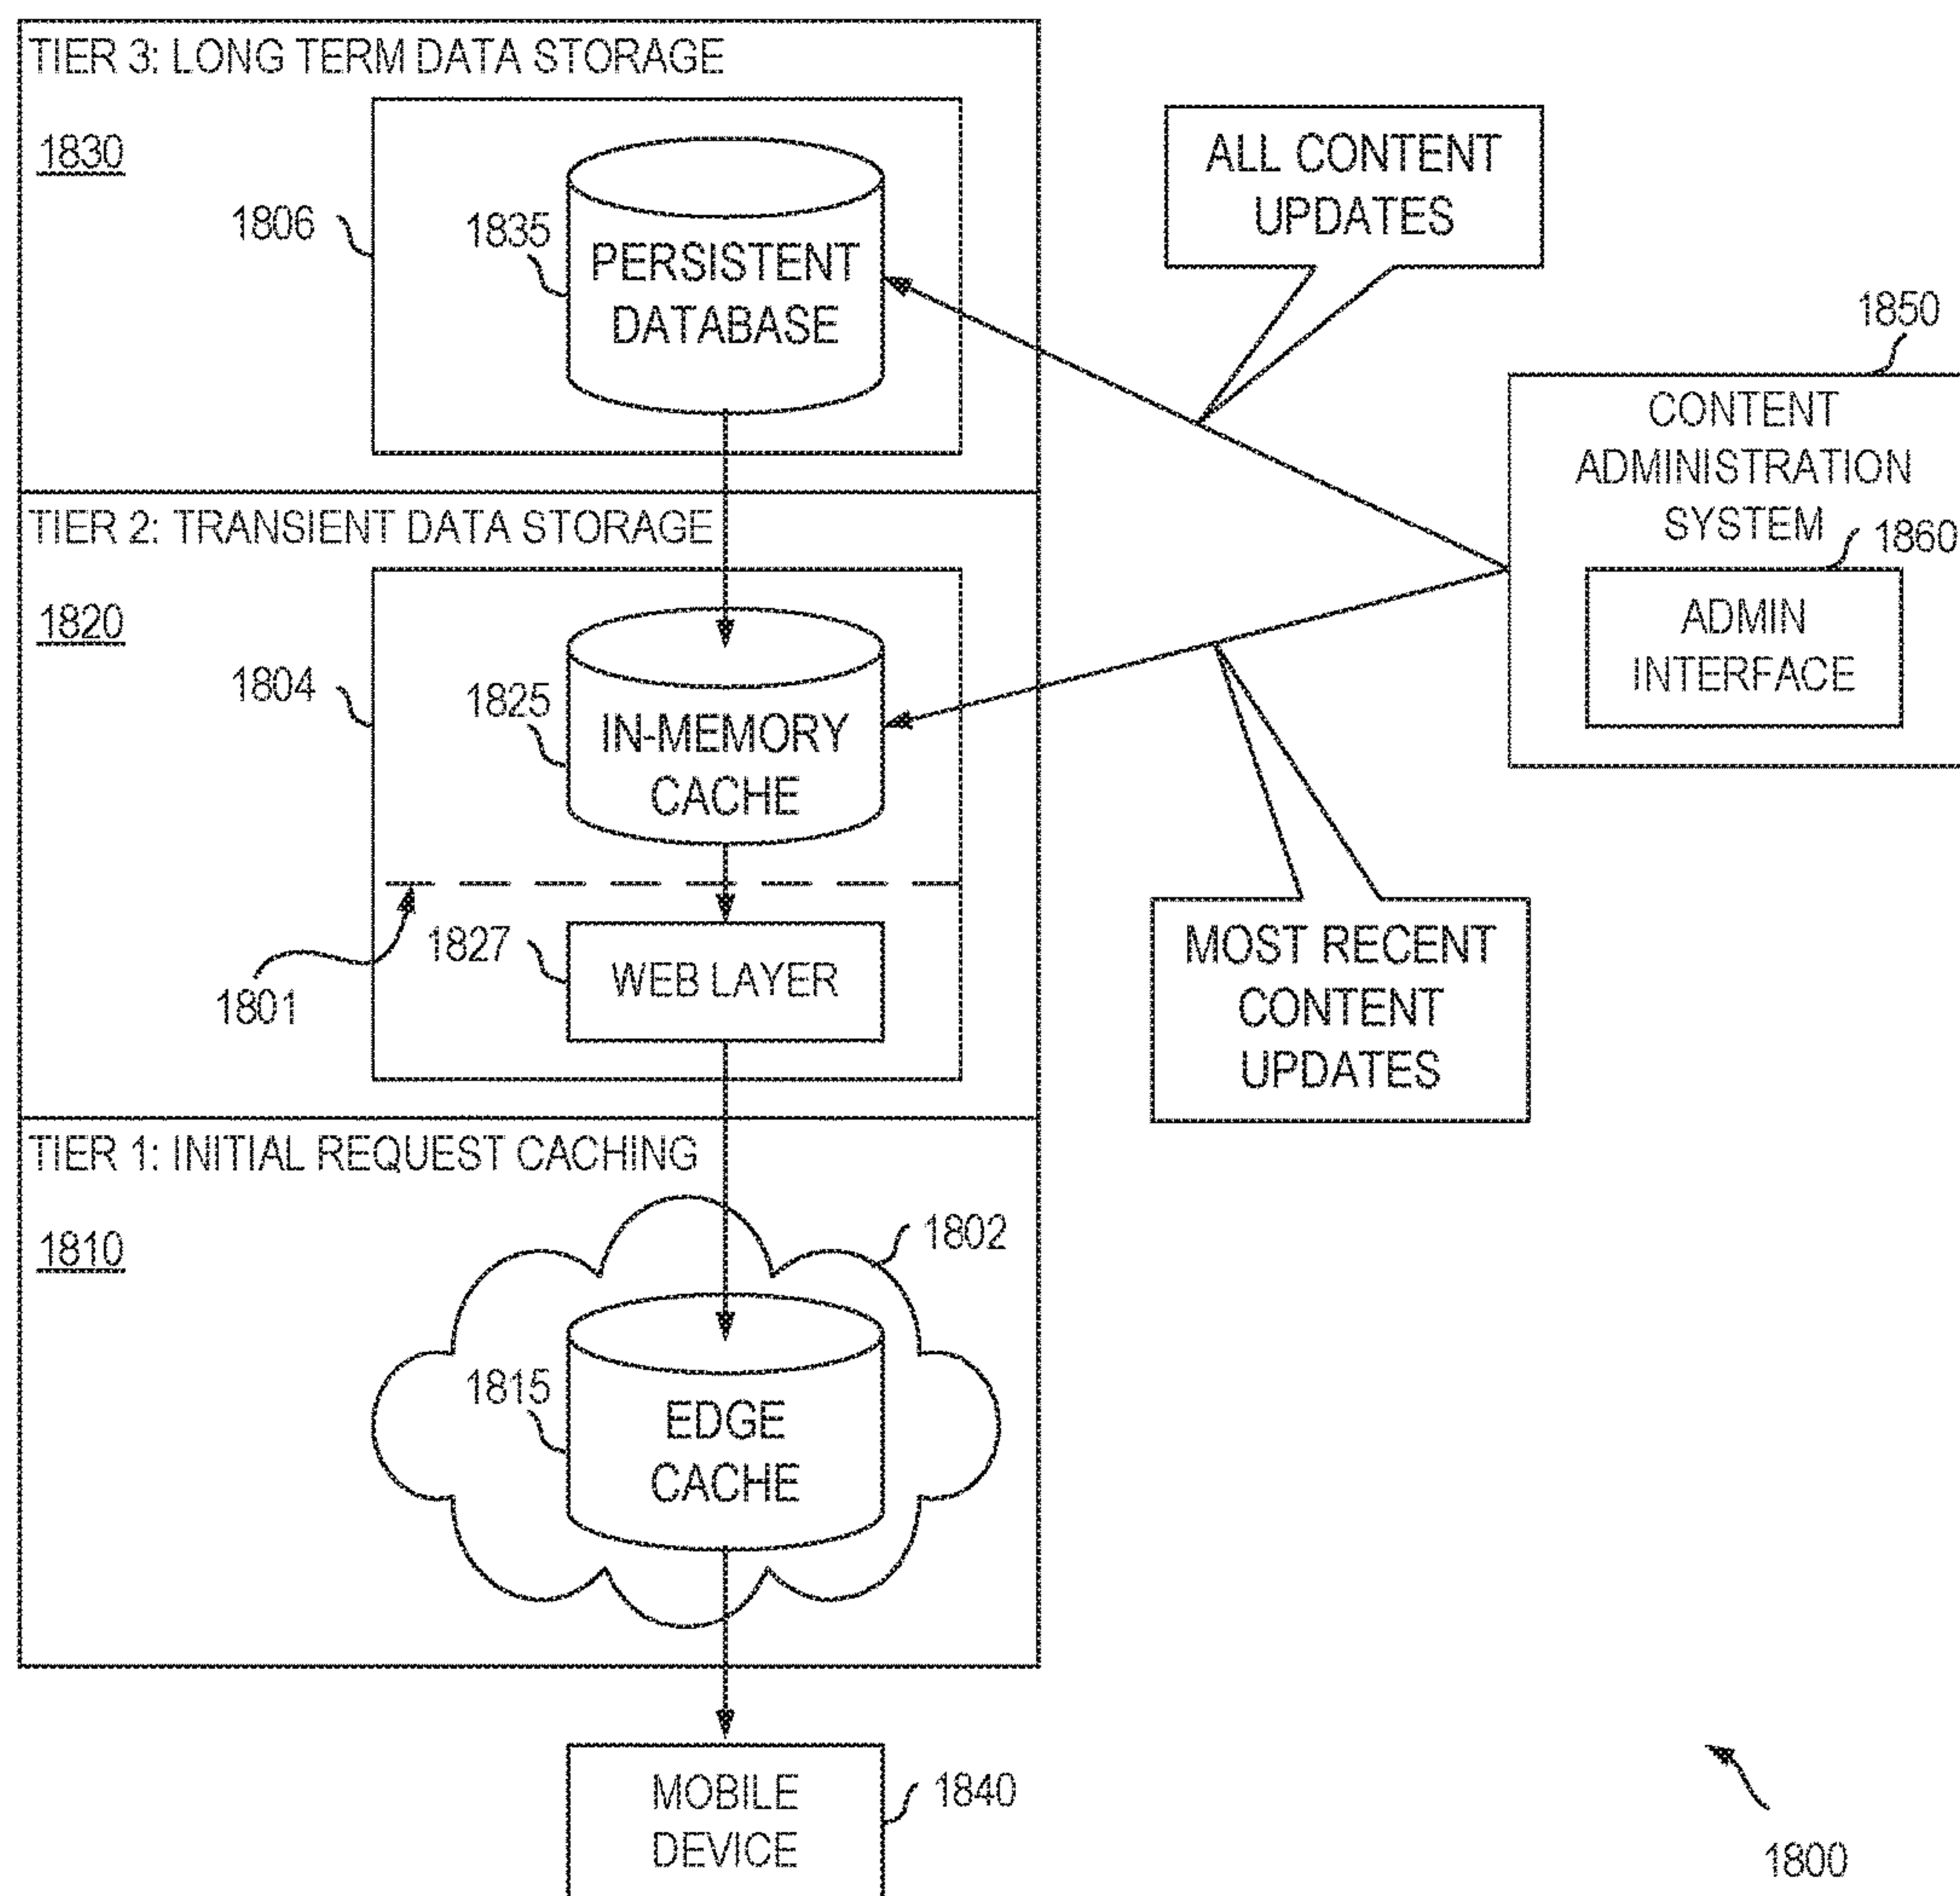 TIER 3: LONG TERM DATA STORAGE
1830
1806
1835
PERSISTENT
DATABASE
ALL CONTENT
UPDATES
1850
CONTENT
ADMINISTRATION
SYSTEM
1860
ADMIN
INTERFACE
TIER 2: TRANSIENT DATA STORAGE
1820
1804
1825
IN-MEMORY
CACHE
1801
1827
WEB LAYER
MOST RECENT
CONTENT
UPDATES
TIER 1: INITIAL REQUEST CACHING
1810
1802
1815
EDGE
CACHE
MOBILE
DEVICE
1840
1800